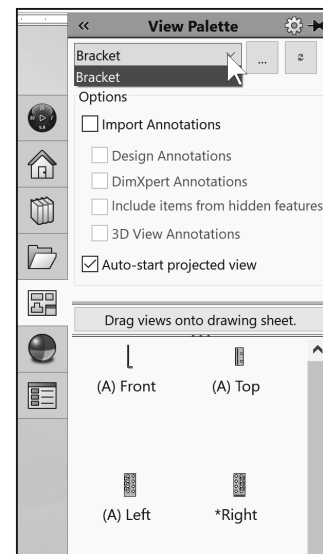 View Palette
Bracket
...
Bracket
Options
Import Annotations
Design Annotations
DimXpert Annotations
Include items from hidden features
3D View Annotations
Auto-start projected view
Drag views onto drawing sheet.
(A) Front (A) Top
(A) Left *Right